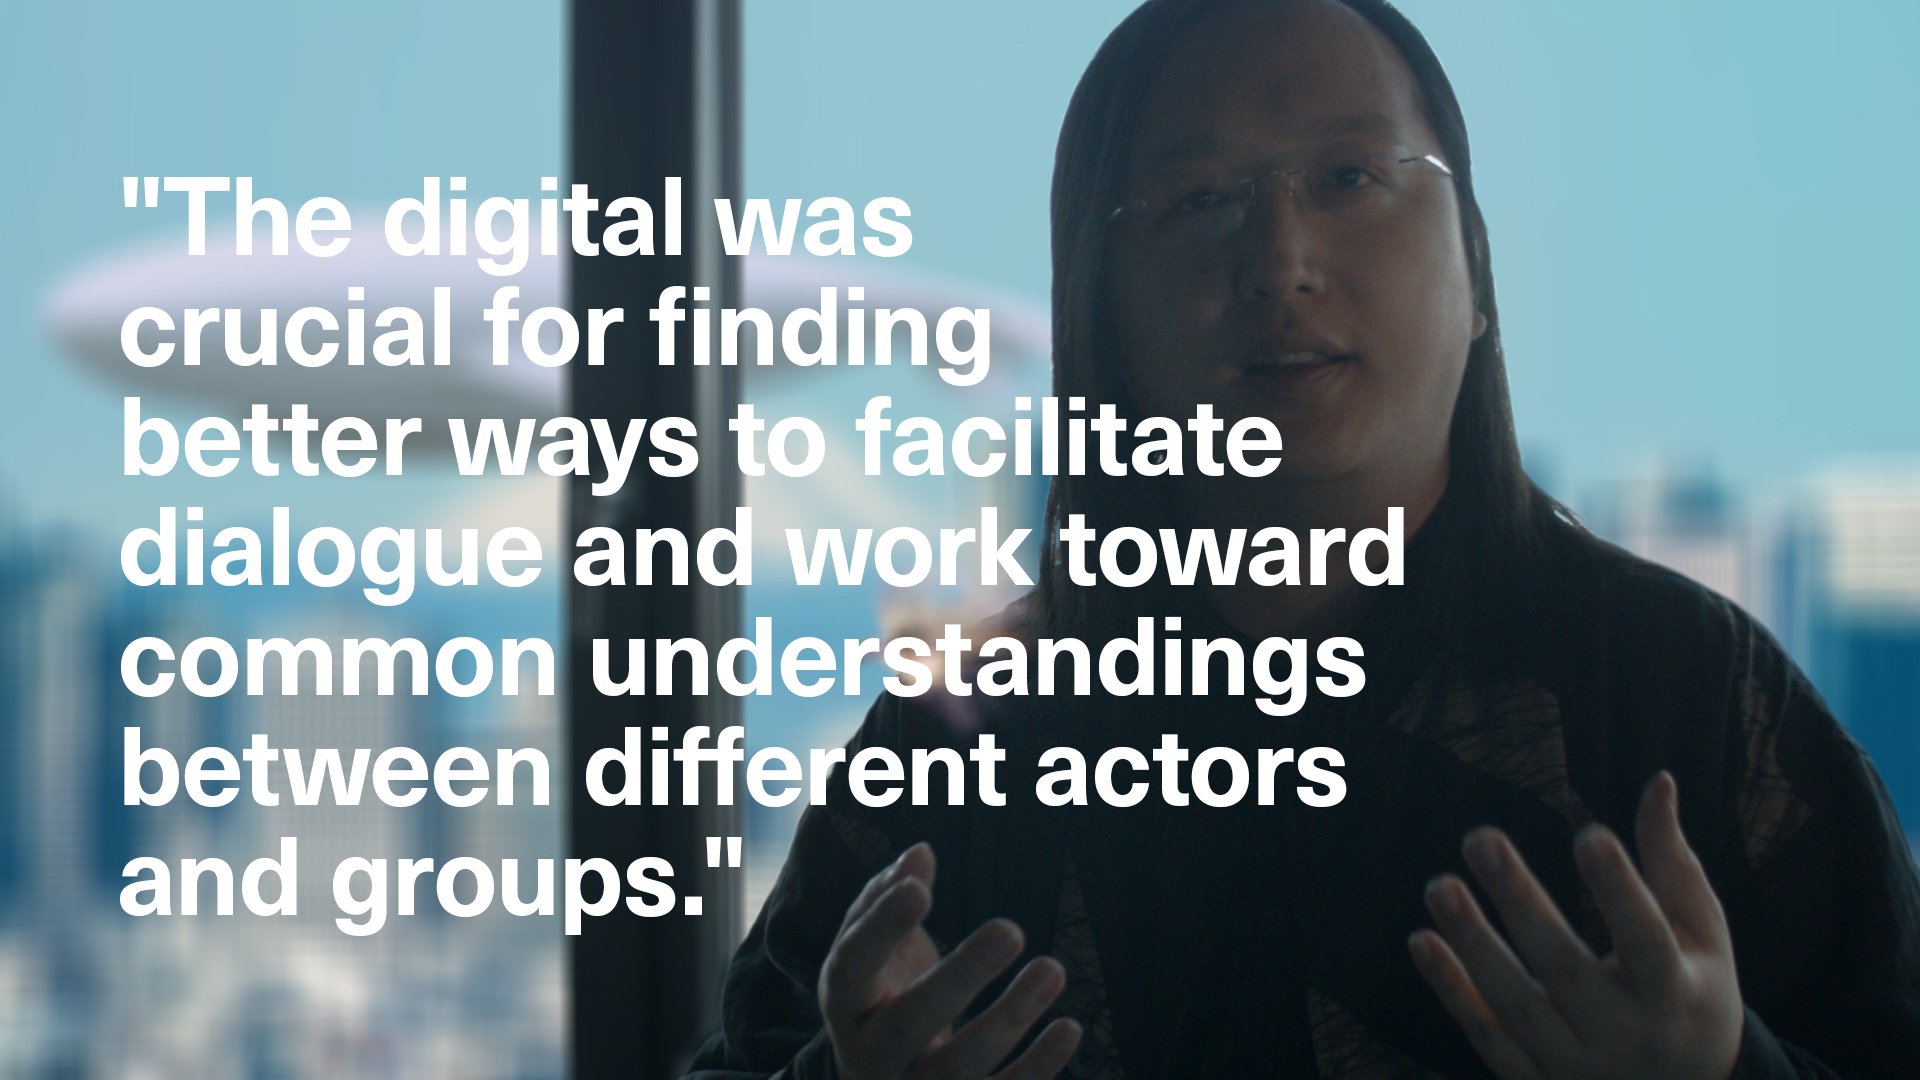 "The digital was
crucial for finding
better ways to facilitate
dialogue and work toward
common understandings
between different actors
and groups."